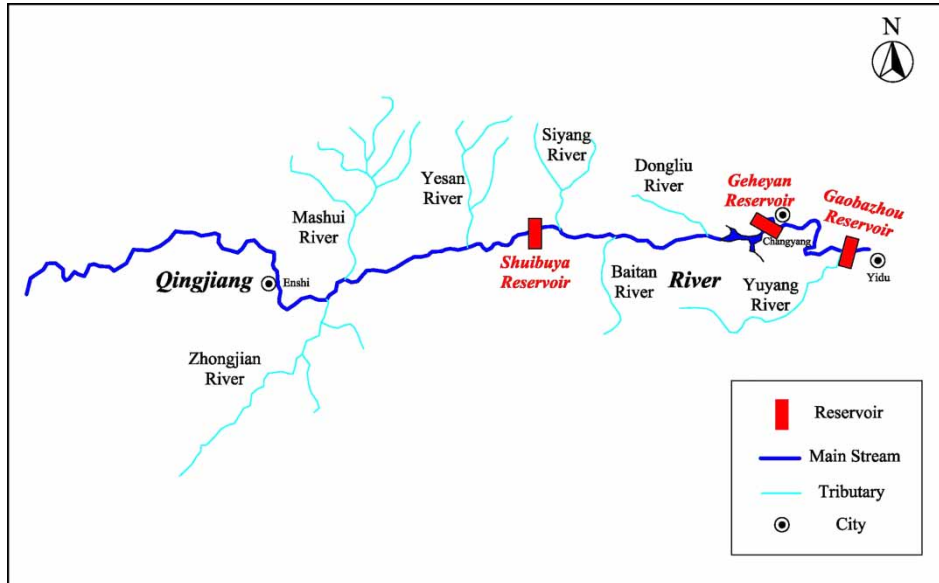 N
Siyang
River
Yesan
River
Dongliu
River
Geheyan
Reservoir
Gaobazhou
Reservoir
Mashui
River
Changyang
Shuibuya
Reservoir
Baitan
River
Qingjiang
Enshi
River
Yuyang
River
Yidu
Zhongjian
River
Reservoir
Main Stream
Tributary
City